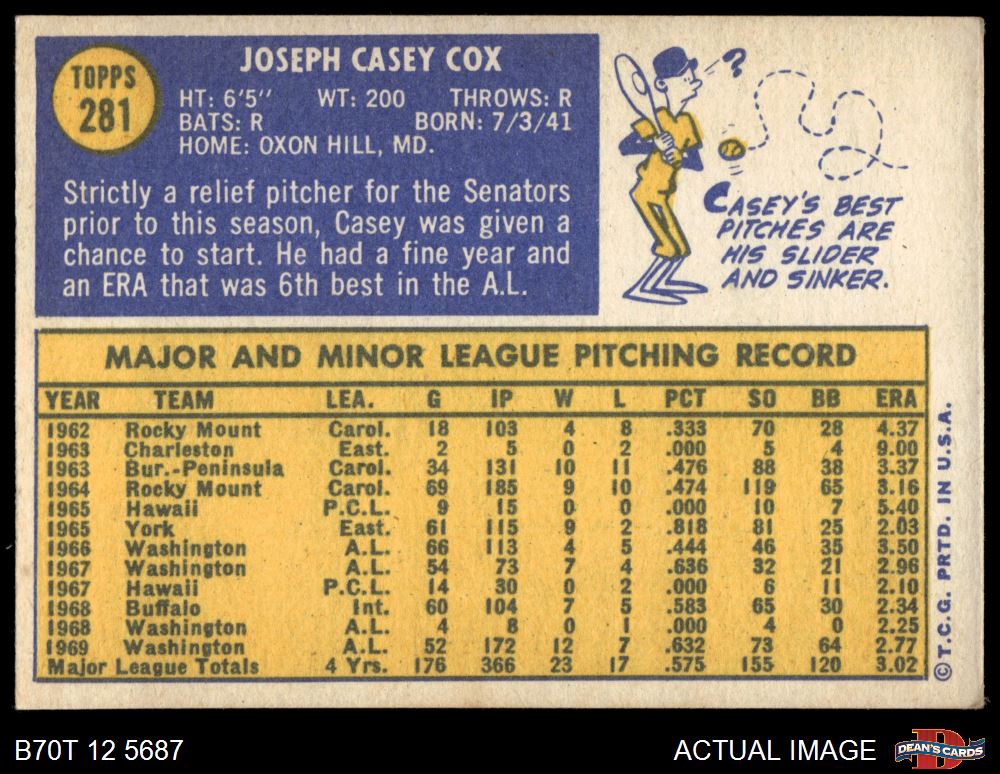 TOPPS
281
JOSEPH CASEY COX
HT: 6'5" WT: 200 THROWS: R
BATS: R BORN: 7/3/41
HOME: OXON HILL, MD.
Strictly a relief pitcher for the Senators
prior to this season, Casey was given a
chance to start. He had a fine year and
an ERA that was 6th best in the A.L.
?
CASEY'S BEST
PITCHES ARE
HIS SLIDER
AND SINKER.
MAJOR AND MINOR LEAGUE PITCHING RECORD
YEAR TEAM LEA. G IP W L PCT SO BB ERA
1962 Rocky Mount Carol. 18 103 4 8 .333 70 28 4.37
1963 Charleston East. 2 5 0 2 .000 5 4 9.00
1963 Bur.-Peninsula Carol. 34 131 10 11 .476 88 38 3.37
1964 Rocky Mount Carol. 69 185 9 10 .474 119 65 3.16
1965 Hawaii P.C.L. 9 15 0 0 .000 10 7 5.40
1965 York East. 61 115 9 2 .818 81 25 2.03
1966 Washington A.L. 66 113 4 5 .444 46 35 3.50
1967 Washington A.L. 54 73 7 4 .636 32 21 2.96
1967 Hawaii P.C.L. 14 30 0 2 .000 6 11 2.10
1968 Buffalo Int. 60 104 7 5 .583 65 30 2.34
1968 Washington A.L. 4 8 0 1 .000 4 0 2.25
1969 Washington A.L. 52 172 12 7 .632 73 64 2.77
Major League Totals 4 Yrs. 176 366 23 17 .575 155 120 3.02
© T.C.G. PRTD. IN U.S.A.
B70T 12 5687
ACTUAL IMAGE
DEAN'S CARDS